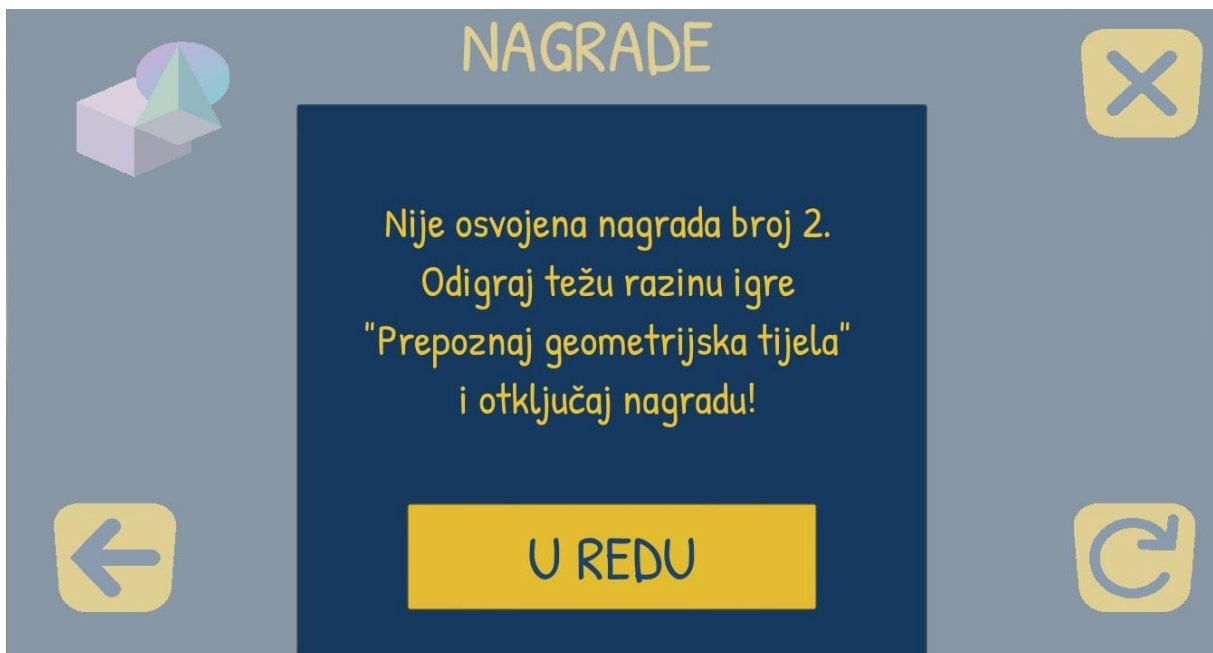 NAGRADE
Nije osvojena nagrada broj 2.
Odigraj težu razinu igre
"Prepoznaj geometrijska tijela"
i otključaj nagradu!
U REDU